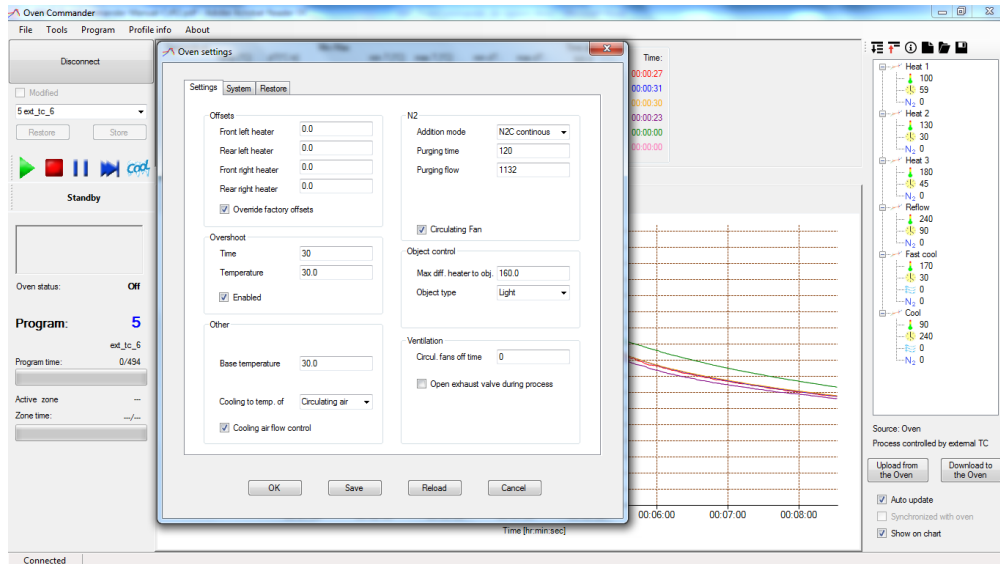 Oven Commander
File Tools Program Profile info About
Disconnect
Modified
5 ext_tc_6
Restore Store
cool
Standby
Oven status: Off
Program: 5
ext_tc_6
Program time: 0/494
Active zone ---
Zone time: ---/---
Connected
Oven settings
Settings System Restore
Offsets
Front left heater 0.0
Rear left heater 0.0
Front right heater 0.0
Rear right heater 0.0
Override factory offsets
Overshoot
Time 30
Temperature 30.0
Enabled
Other
Base temperature 30.0
Cooling to temp. of Circulating air
Cooling air flow control
N2
Addition mode N2C continous
Purging time 120
Purging flow 1132
Circulating Fan
Object control
Max diff. heater to obj. 160.0
Object type Light
Ventilation
Circul. fans off time 0
Open exhaust valve during process
OK Save Reload Cancel
Time:
00:00:27
00:00:31
00:00:30
00:00:23
00:00:00
00:00:00
00:06:00 00:07:00 00:08:00
Time [hr:min:sec]
Heat 1
100
59
N2 0
Heat 2
130
30
N2 0
Heat 3
180
45
N2 0
Reflow
240
90
N2 0
Fast cool
170
30
0
N2 0
Cool
90
240
0
N2 0
Source: Oven
Process controlled by external TC
Upload from the Oven Download to the Oven
Auto update
Synchronized with oven
Show on chart